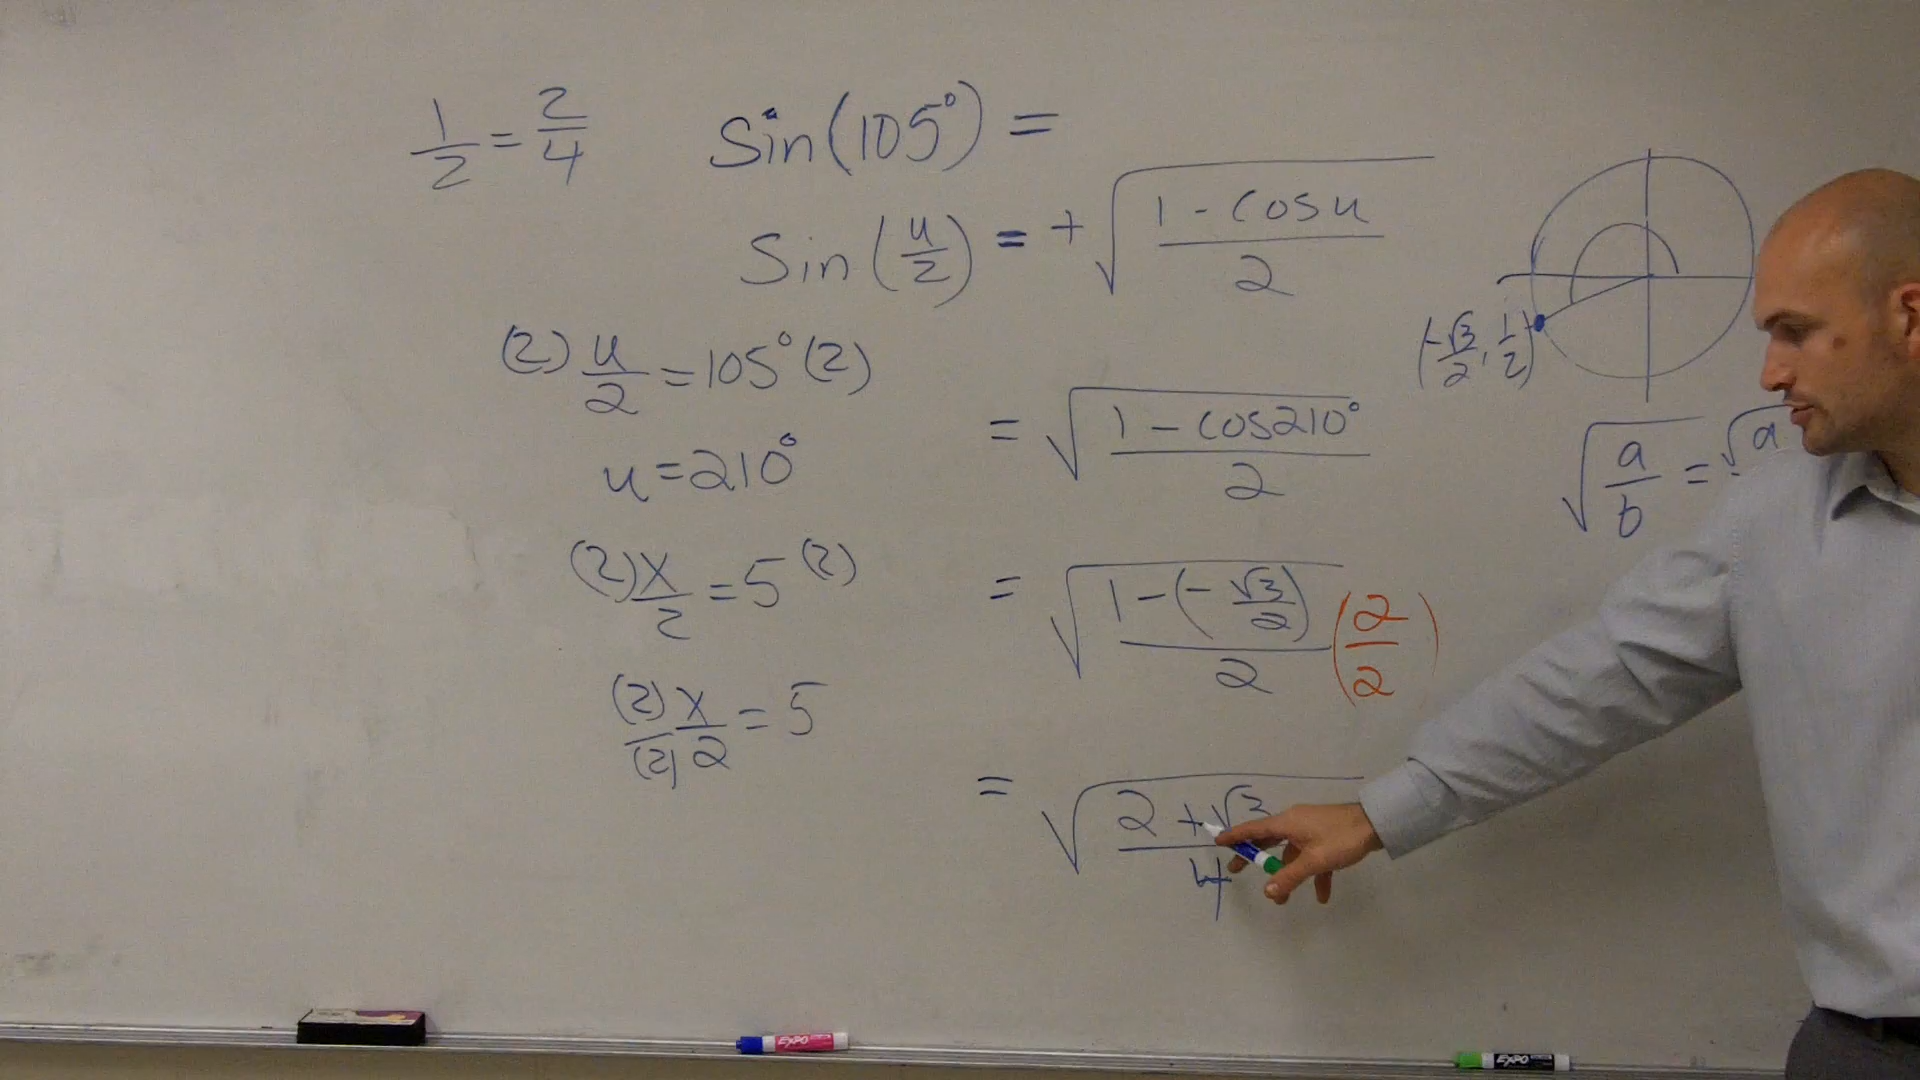 1/2 = 2/4
Sin(105°) =
Sin(u/2) = +√((1 - cosu)/2)
(2) u/2 = 105° (2)
u = 210°
(2) x/2 = 5 (2)
(2)/(2) x/2 = 5
= √((1 - cos210°)/2)
= √((1 - (-√3/2))/2) (2/2)
= √((2 + √3)/4)
(-√3/2, 1/2)
√(a/b) = √a
EXPO
EXPO